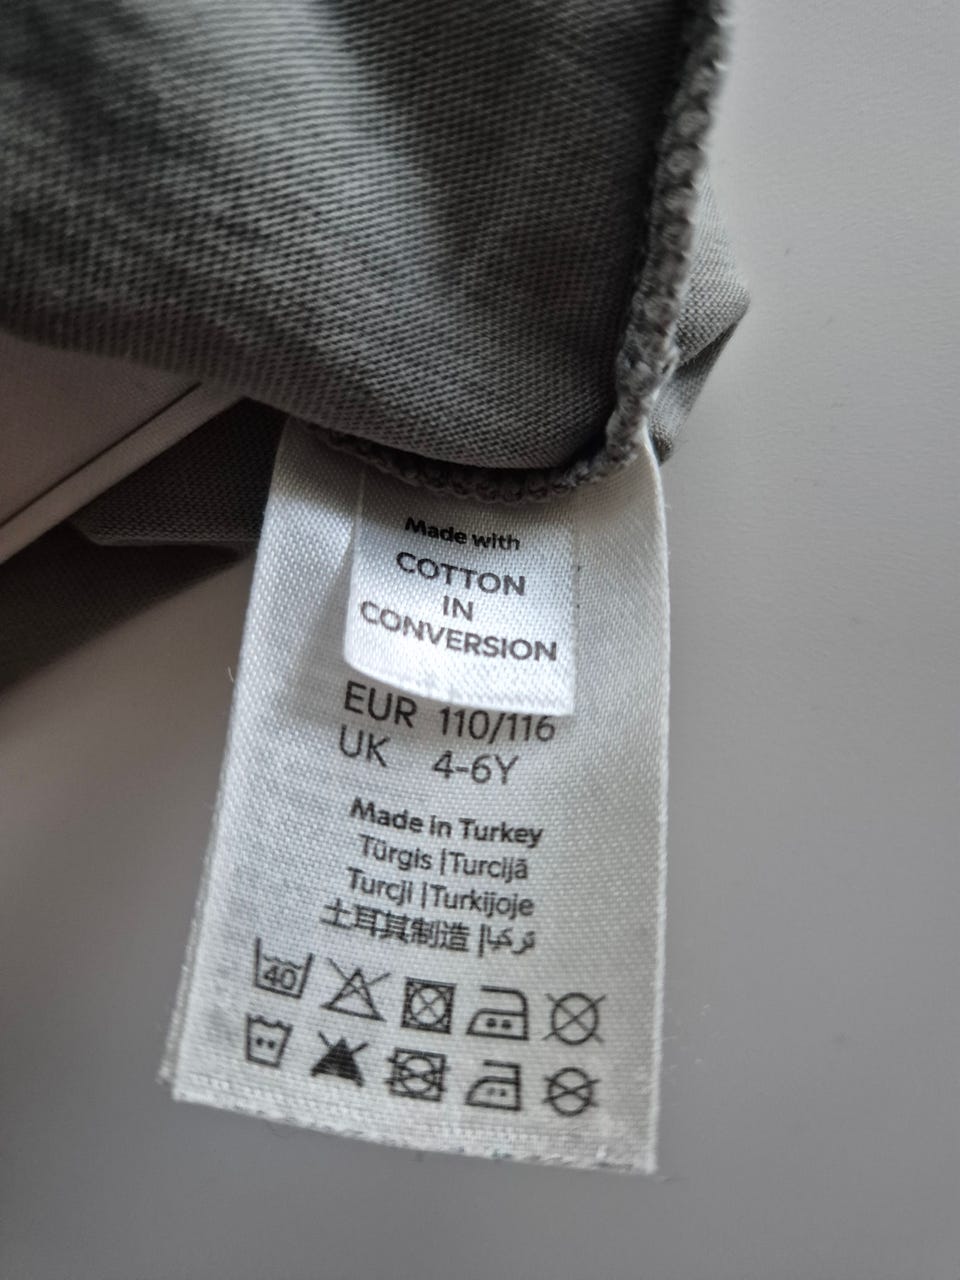 Made with
COTTON
IN
CONVERSION
EUR 110/116
UK 4-6Y
Made in Turkey
Türgis |Turcijā
Turcji |Turkijoje
土耳其制造 |تركيا
40